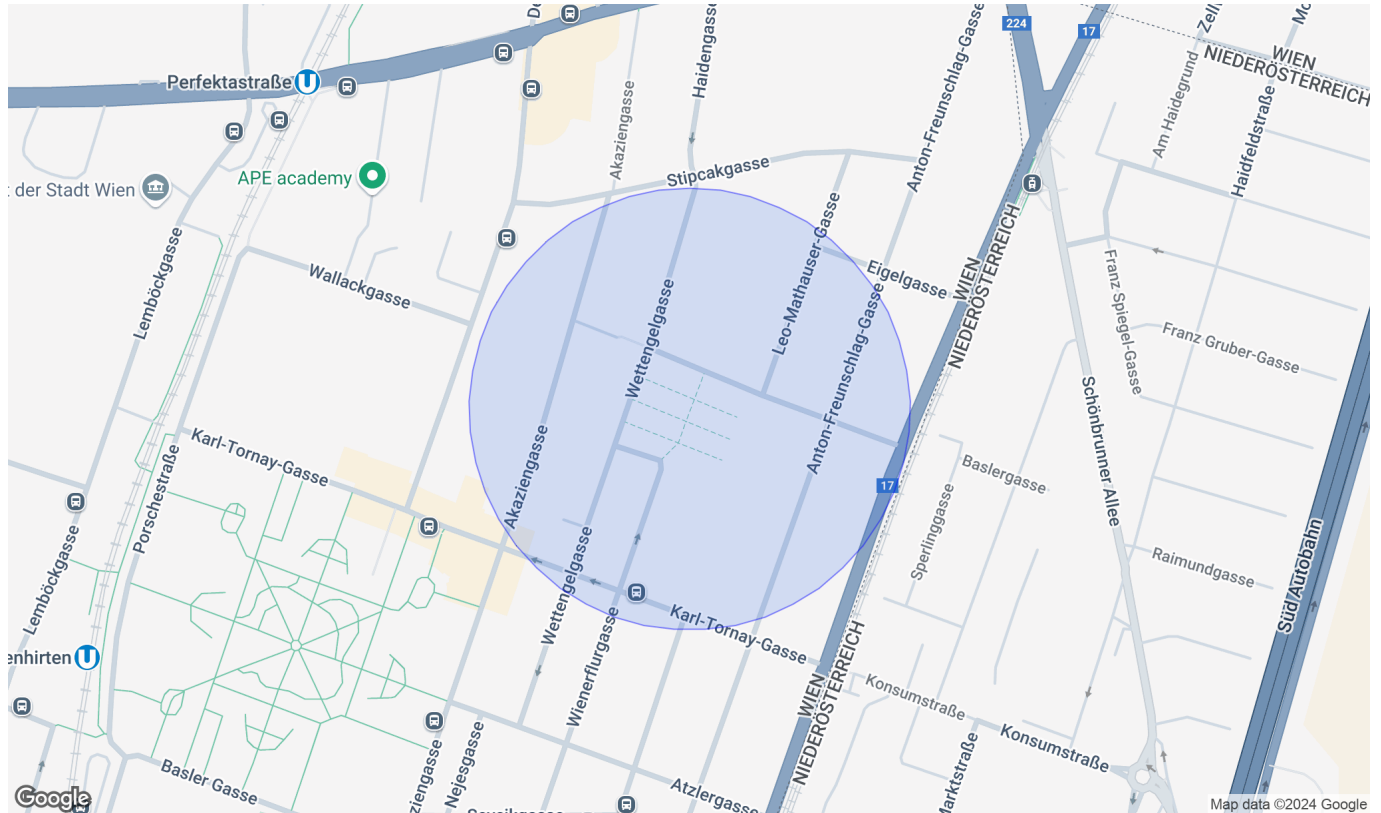 Perfektastraße
APE academy
t der Stadt Wien
Akaziengasse
Haidengasse
Stipcakgasse
Anton-Freunschlag-Gasse
224
17
WIEN
NIEDERÖSTERREICH
Am Haidegrund
Haidfeldstraße
Lemböckgasse
Wallackgasse
Wettengelgasse
Leo-Mathauser-Gasse
Eigelgasse
WIEN
NIEDERÖSTERREICH
Franz-Spiegel-Gasse
Franz Gruber-Gasse
Schönbrunner Allee
Karl-Tornay-Gasse
Porschestraße
Akaziengasse
Anton-Freunschlag-Gasse
17
Baslergasse
Sperlinggasse
Raimundgasse
Süd Autobahn
Lemböckgasse
Wettengelgasse
Wienerflurgasse
Karl-Tornay-Gasse
enhirten
WIEN
NIEDERÖSTERREICH
Konsumstraße
Konsumstraße
Basler Gasse
ziengasse
Nejesgasse
Atzlergasse
Marktstraße
Google
Map data ©2024 Google